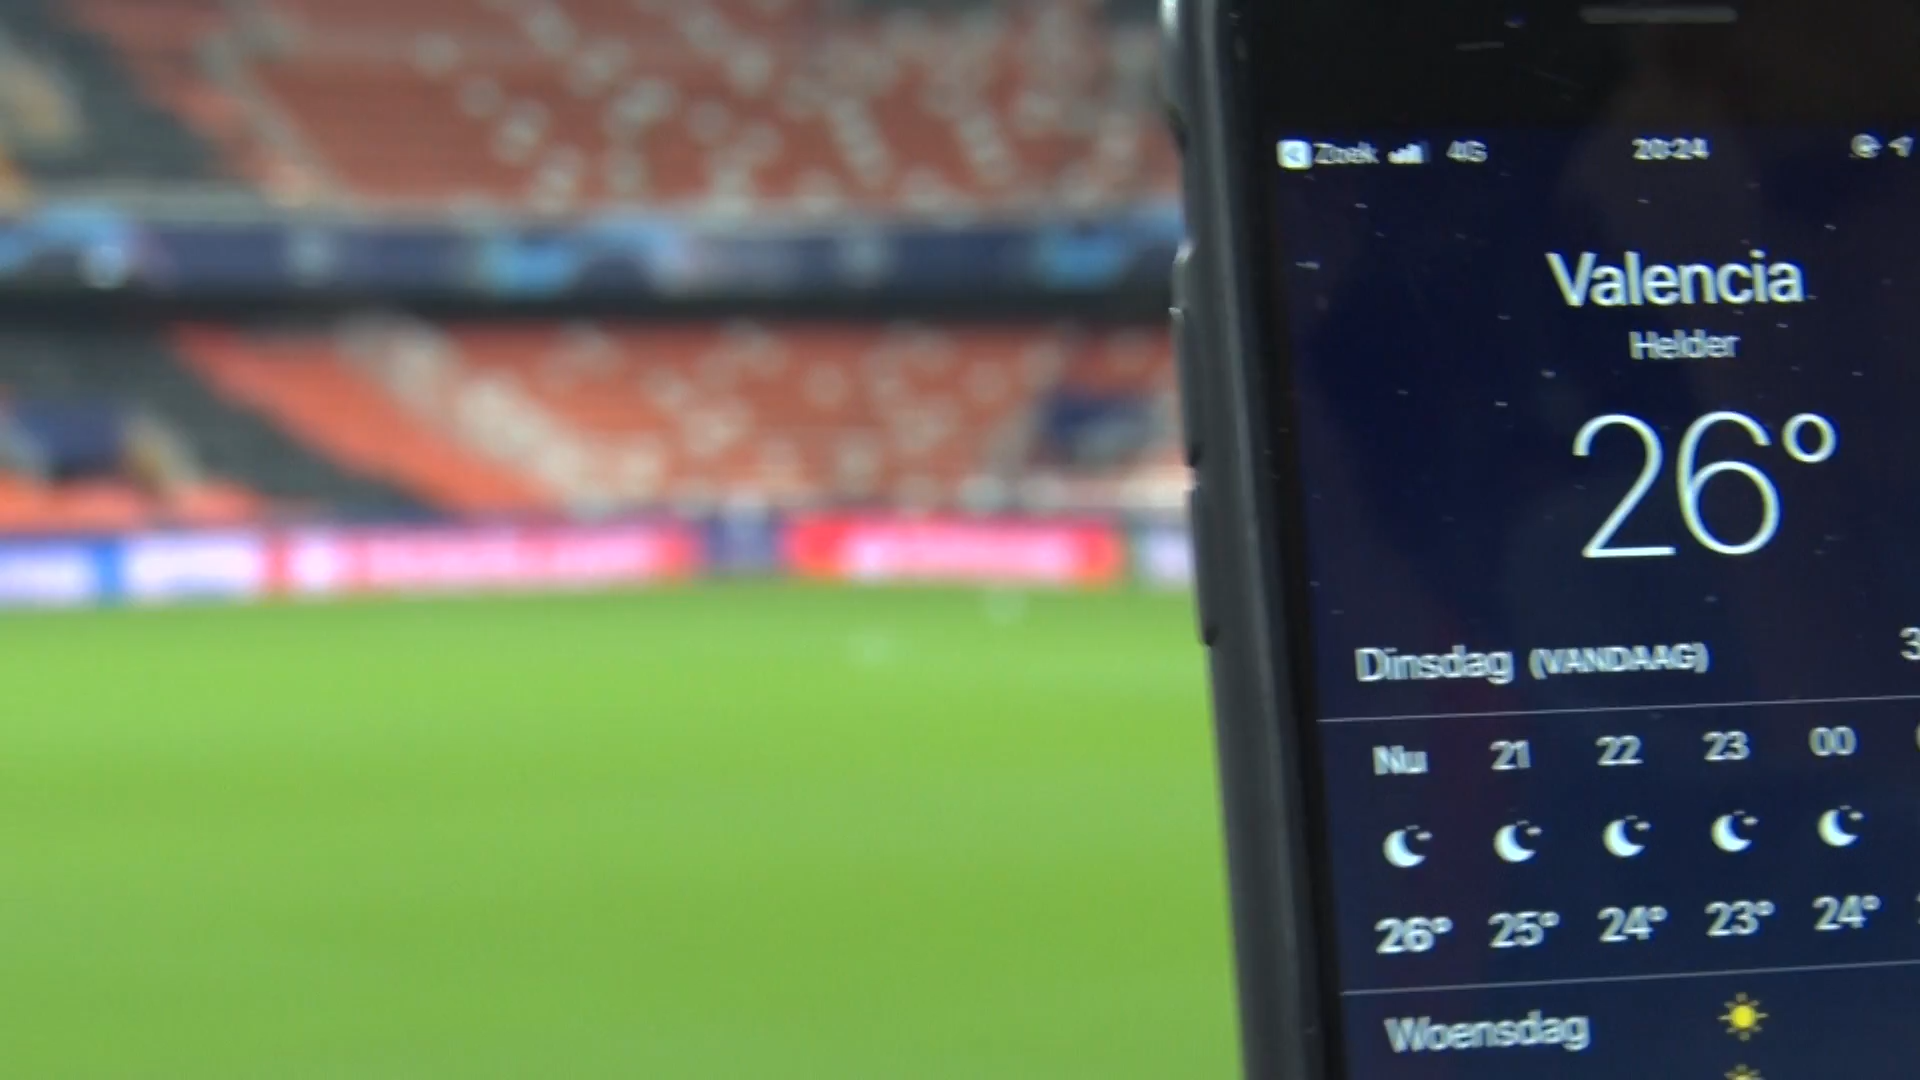 Zoek 4G 20:24
Valencia
Helder
26°
Dinsdag (VANDAAG) 3
Nu 21 22 23 00
26° 25° 24° 23° 24°
Woensdag